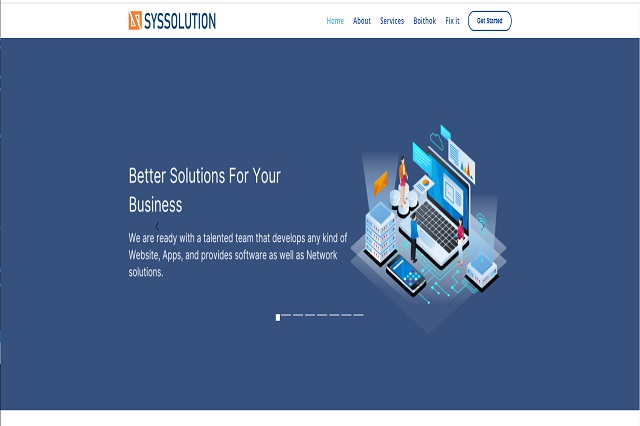 SYSSOLUTION
Home About Services Boithok Fix it Get Started
Better Solutions For Your
Business
We are ready with a talented team that develops any kind of
Website, Apps, and provides software as well as Network
solutions.